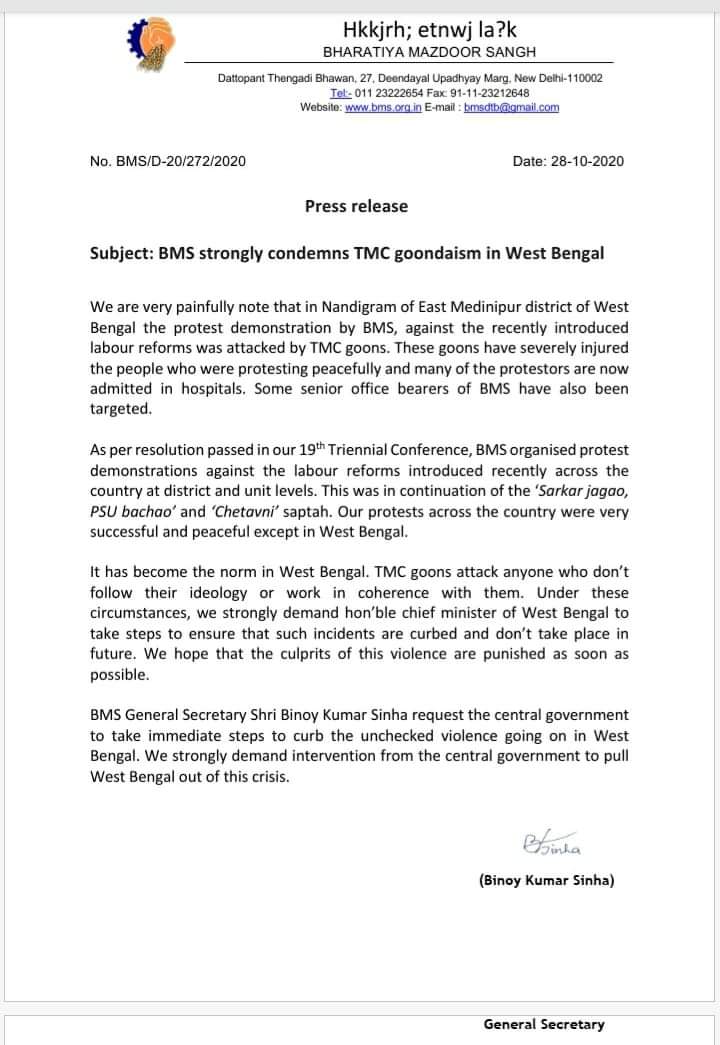 Hkkjrh; etnwj la?k
BHARATIYA MAZDOOR SANGH
Dattopant Thengadi Bhawan, 27, Deendayal Upadhyay Marg, New Delhi-110002
Tel:- 011 23222654 Fax: 91-11-23212648
Website: www.bms.org.in E-mail : bmsdtb@gmail.com
No. BMS/D-20/272/2020 Date: 28-10-2020
Press release
Subject: BMS strongly condemns TMC goondaism in West Bengal
We are very painfully note that in Nandigram of East Medinipur district of West
Bengal the protest demonstration by BMS, against the recently introduced
labour reforms was attacked by TMC goons. These goons have severely injured
the people who were protesting peacefully and many of the protestors are now
admitted in hospitals. Some senior office bearers of BMS have also been
targeted.
As per resolution passed in our 19th Triennial Conference, BMS organised protest
demonstrations against the labour reforms introduced recently across the
country at district and unit levels. This was in continuation of the ‘Sarkar jagao,
PSU bachao’ and ‘Chetavni’ saptah. Our protests across the country were very
successful and peaceful except in West Bengal.
It has become the norm in West Bengal. TMC goons attack anyone who don’t
follow their ideology or work in coherence with them. Under these
circumstances, we strongly demand hon’ble chief minister of West Bengal to
take steps to ensure that such incidents are curbed and don’t take place in
future. We hope that the culprits of this violence are punished as soon as
possible.
BMS General Secretary Shri Binoy Kumar Sinha request the central government
to take immediate steps to curb the unchecked violence going on in West
Bengal. We strongly demand intervention from the central government to pull
West Bengal out of this crisis.
BSinha
(Binoy Kumar Sinha)
General Secretary